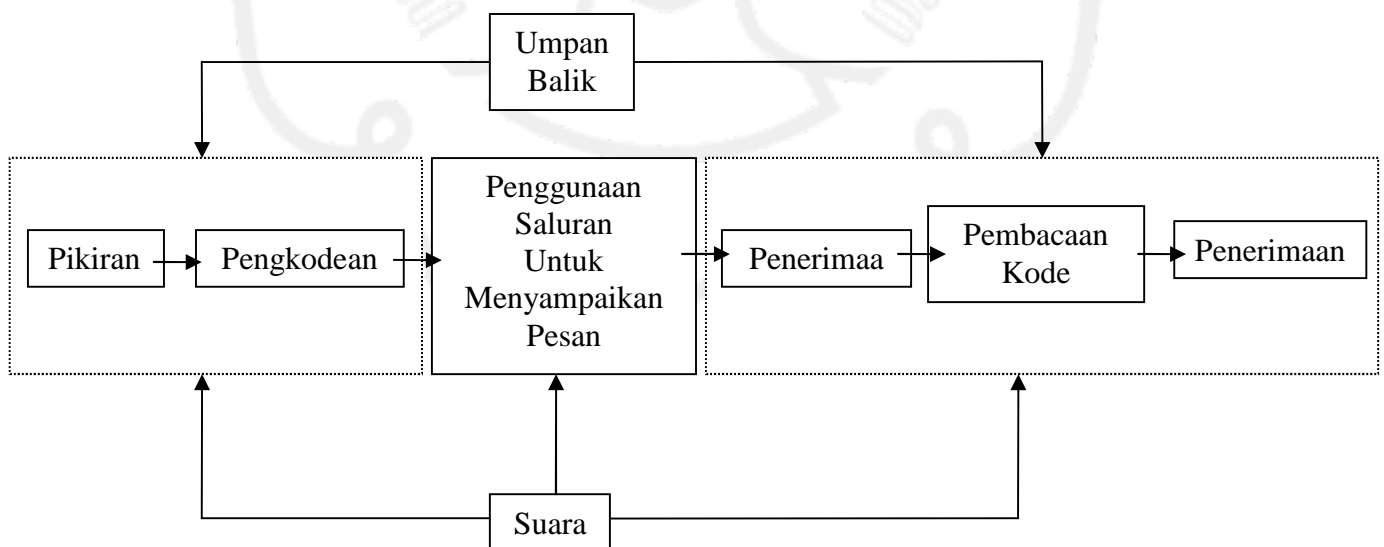 Umpan
Balik
Pikiran
Pengkodean
Penggunaan
Saluran
Untuk
Menyampaikan
Pesan
Penerimaa
Pembacaan
Kode
Penerimaan
Suara